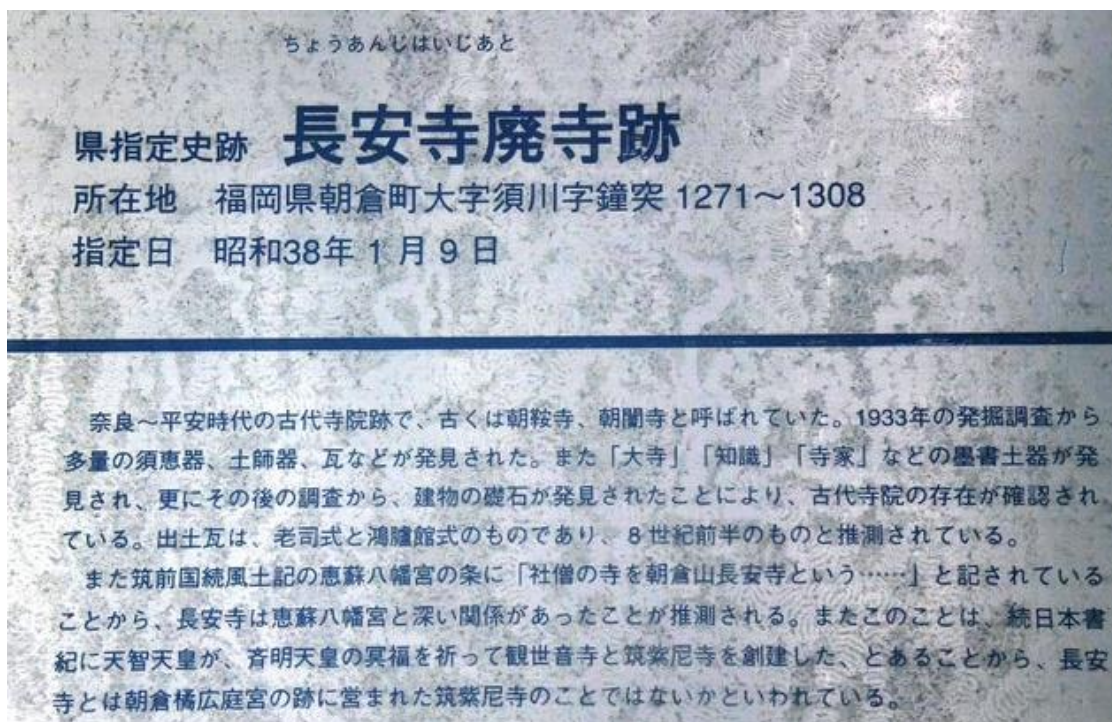 ちょうあんじはいじあと
県指定史跡 長安寺廃寺跡
所在地 福岡県朝倉町大字須川字鐘突 1271〜1308
指定日 昭和38年1月9日
奈良〜平安時代の古代寺院跡で、古くは朝鞍寺、朝闇寺と呼ばれていた。1933年の発掘調査から
多量の須恵器、土師器、瓦などが発見された。また「大寺」「知識」「寺家」などの墨書土器が発
見され、更にその後の調査から、建物の礎石が発見されたことにより、古代寺院の存在が確認され
ている。出土瓦は、老司式と鴻臚館式のものであり、8世紀前半のものと推測されている。
また筑前国続風土記の恵蘇八幡宮の条に「社僧の寺を朝倉山長安寺という……」と記されている
ことから、長安寺は恵蘇八幡宮と深い関係があったことが推測される。またこのことは、続日本書
紀に天智天皇が、斉明天皇の冥福を祈って観世音寺と筑紫尼寺を創建した、とあることから、長安
寺とは朝倉橘広庭宮の跡に営まれた筑紫尼寺のことではないかといわれている。